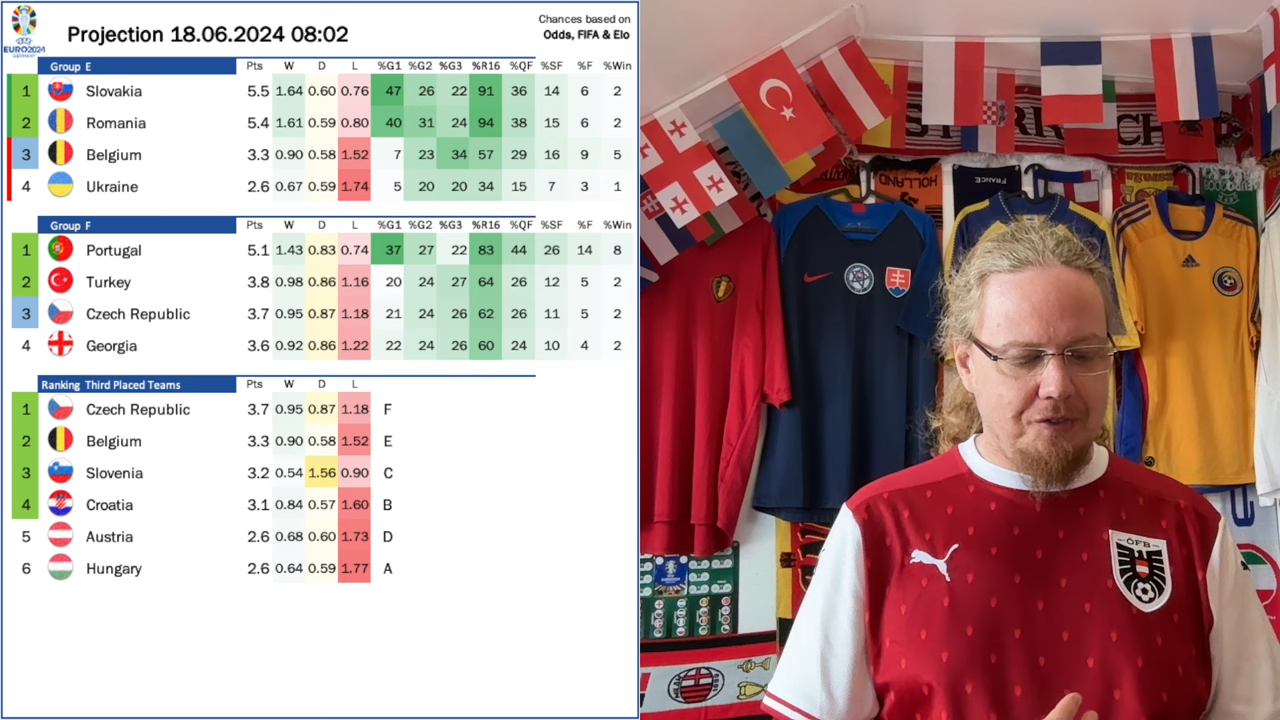 EURO2024
GERMANY
Projection 18.06.2024 08:02
Chances based on
Odds, FIFA & Elo
Group E Pts W D L %G1 %G2 %G3 %R16 %QF %SF %F %Win
1 Slovakia 5.5 1.64 0.60 0.76 47 26 22 91 36 14 6 2
2 Romania 5.4 1.61 0.59 0.80 40 31 24 94 38 15 6 2
3 Belgium 3.3 0.90 0.58 1.52 7 23 34 57 29 16 9 5
4 Ukraine 2.6 0.67 0.59 1.74 5 20 20 34 15 7 3 1
Group F Pts W D L %G1 %G2 %G3 %R16 %QF %SF %F %Win
1 Portugal 5.1 1.43 0.83 0.74 37 27 22 83 44 26 14 8
2 Turkey 3.8 0.98 0.86 1.16 20 24 27 64 26 12 5 2
3 Czech Republic 3.7 0.95 0.87 1.18 21 24 26 62 26 11 5 2
4 Georgia 3.6 0.92 0.86 1.22 22 24 26 60 24 10 4 2
Ranking Third Placed Teams Pts W D L
1 Czech Republic 3.7 0.95 0.87 1.18 F
2 Belgium 3.3 0.90 0.58 1.52 E
3 Slovenia 3.2 0.54 1.56 0.90 C
4 Croatia 3.1 0.84 0.57 1.60 B
5 Austria 2.6 0.68 0.60 1.73 D
6 Hungary 2.6 0.64 0.59 1.77 A
HOLLAND
FRANCE
ÖFB